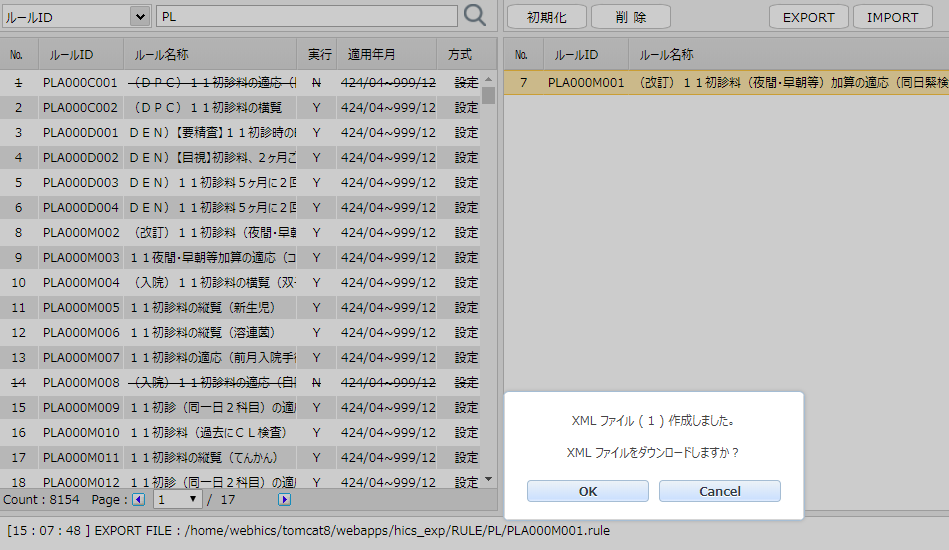 ルールID PL 初期化 削 除 EXPORT IMPORT
No. ルールID ルール名称 実行 適用年月 方式
1 PLA000C001 （ＤＰＣ）１１初診料の適応（ N 424/04~999/12 設定
2 PLA000C002 （ＤＰＣ）１１初診料の横覧 Y 424/04~999/12 設定
3 PLA000D001 ＤＥＮ）【要精査】１１初診時の Y 424/04~999/12 設定
4 PLA000D002 ＤＥＮ）【目視】初診料、２ヶ月 Y 424/04~999/12 設定
5 PLA000D003 ＤＥＮ）１１初診料５ヶ月に２回 Y 424/04~999/12 設定
6 PLA000D004 ＤＥＮ）１１初診料５ヶ月に２回 Y 424/04~999/12 設定
8 PLA000M002 （改訂）１１初診料（夜間・早朝 Y 424/04~999/12 設定
9 PLA000M003 １１夜間・早朝等加算の適応（コ Y 424/04~999/12 設定
10 PLA000M004 （入院）１１初診料の横覧（双 Y 424/04~999/12 設定
11 PLA000M005 １１初診料の縦覧（新生児） Y 424/04~999/12 設定
12 PLA000M006 １１初診料の縦覧（溶連菌） Y 424/04~999/12 設定
13 PLA000M007 １１初診料の適応（前月入院手術 Y 424/04~999/12 設定
14 PLA000M008 （入院）１１初診料の適応（自 N 424/04~999/12 設定
15 PLA000M009 １１初診（同一日２科目）の適応 Y 424/04~999/12 設定
16 PLA000M010 １１初診料（過去にＣＬ検査） Y 424/04~999/12 設定
17 PLA000M011 １１初診料の縦覧（てんかん） Y 424/04~999/12 設定
18 PLA000M012 １１初診（同一日２科目）の Y 424/04~999/12 設定
Count : 8154 Page : 1 / 17
No. ルールID ルール名称
7 PLA000M001 （改訂）１１初診料（夜間・早朝等）加算の適応（同日緊検
XML ファイル ( 1 ) 作成しました。
XML ファイルをダウンロードしますか？
OK Cancel
[15 : 07 : 48 ] EXPORT FILE : /home/webhics/tomcat8/webapps/hics_exp/RULE/PL/PLA000M001.rule